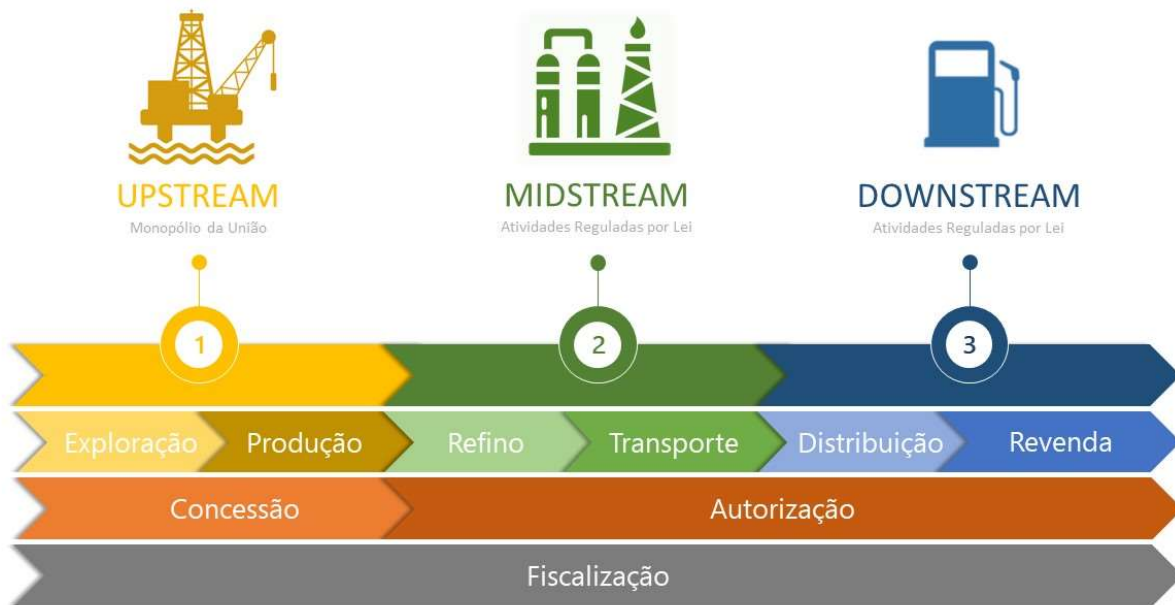 UPSTREAM
Monopólio da União
MIDSTREAM
Atividades Reguladas por Lei
DOWNSTREAM
Atividades Reguladas por Lei
1
2
3
Exploração
Produção
Refino
Transporte
Distribuição
Revenda
Concessão
Autorização
Fiscalização